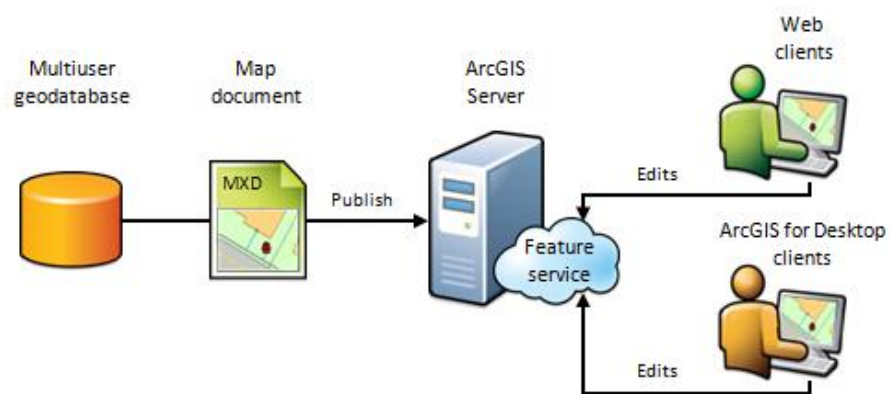 Multiuser
geodatabase
Map
document
MXD
Publish
ArcGIS
Server
Feature
service
Web
clients
Edits
ArcGIS for Desktop
clients
Edits